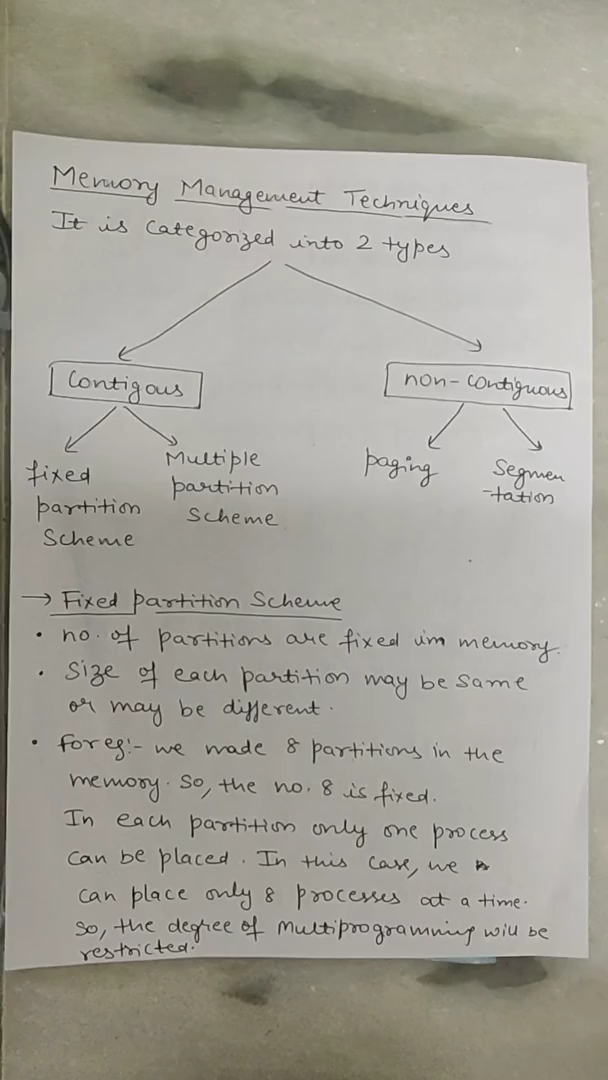 Memory Management Techniques
It is categorized into 2 types
Contigous
non-contiguous
fixed
partition
Scheme
Multiple
partition
Scheme
paging
Segmen
-tation
→ Fixed partition Scheme
• no. of partitions are fixed in memory.
• Size of each partition may be same
or may be different.
• for eg:- we made 8 partitions in the
memory. So, the no. 8 is fixed.
In each partition only one process
can be placed. In this case, we
can place only 8 processes at a time.
So, the degree of multiprogramming will be
restricted.